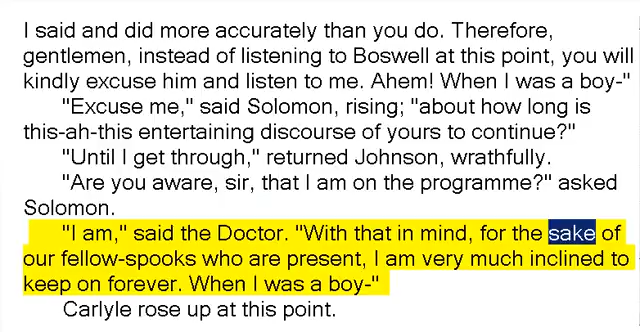 I said and did more accurately than you do. Therefore,
gentlemen, instead of listening to Boswell at this point, you will
kindly excuse him and listen to me. Ahem! When I was a boy-"
"Excuse me," said Solomon, rising; "about how long is
this-ah-this entertaining discourse of yours to continue?"
"Until I get through," returned Johnson, wrathfully.
"Are you aware, sir, that I am on the programme?" asked
Solomon.
"I am," said the Doctor. "With that in mind, for the sake of
our fellow-spooks who are present, I am very much inclined to
keep on forever. When I was a boy-"
Carlyle rose up at this point.